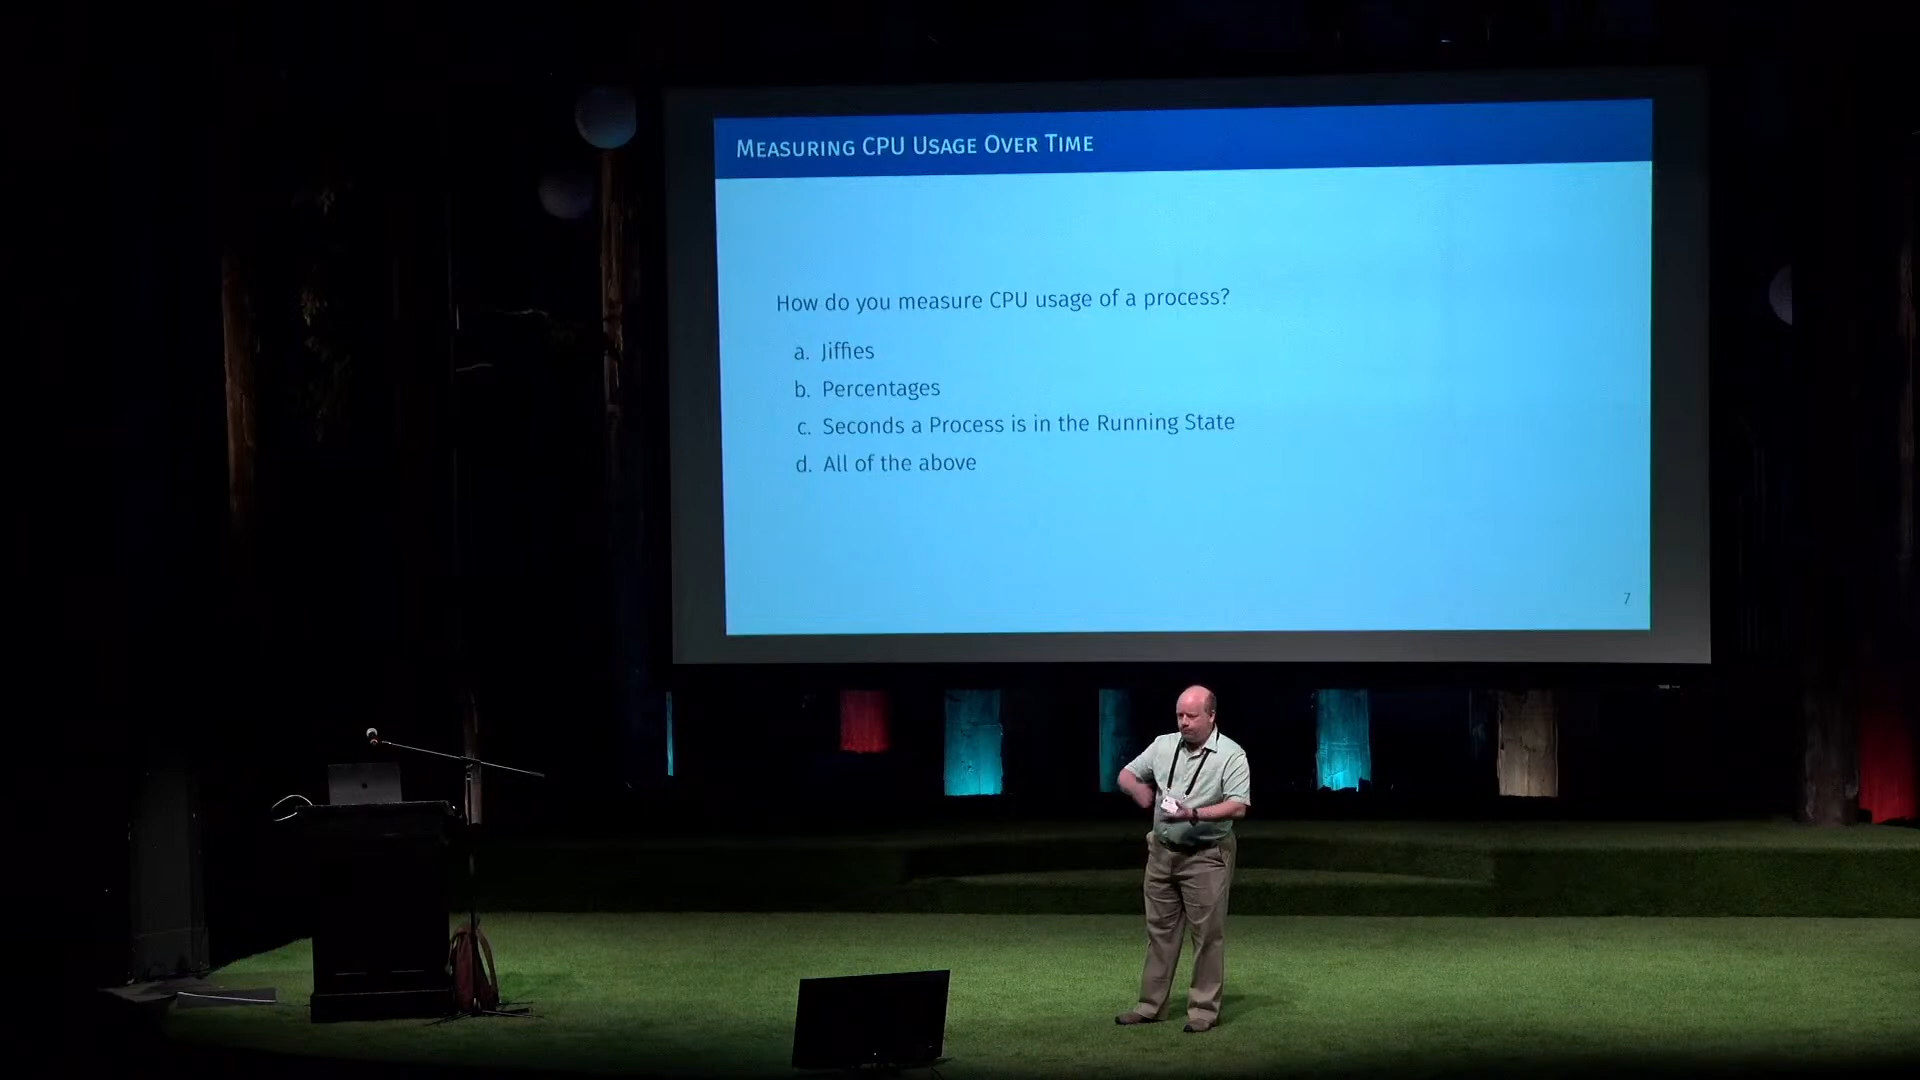 MEASURING CPU USAGE OVER TIME
How do you measure CPU usage of a process?
a. Jiffies
b. Percentages
c. Seconds a Process is in the Running State
d. All of the above
7